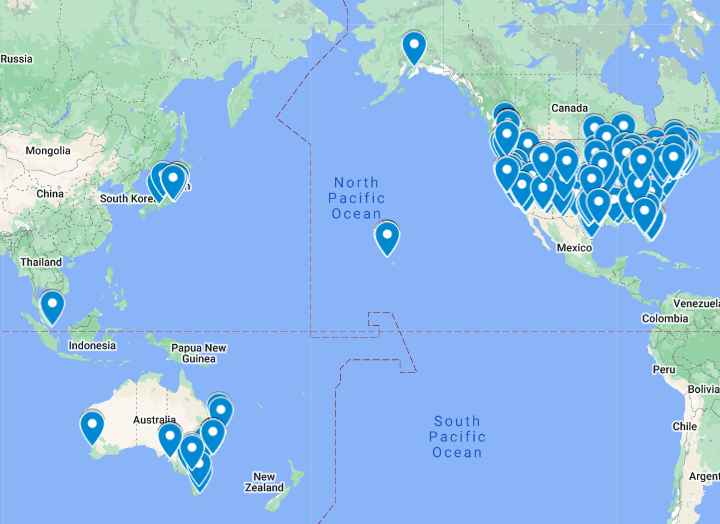 Russia
Canada
Mongolia
North
Pacific
Ocean
China
South Kore
n
Mexico
Thailand
Venezuela
Colombia
Indonesia
Papua New
Guinea
Peru
Bolivia
Australia
South
Pacific
Ocean
Chile
New
Zealand
Argent